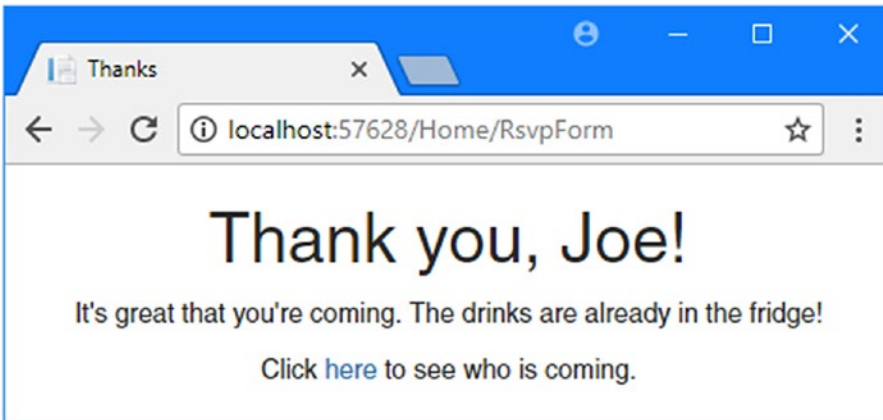 Thanks
localhost:57628/Home/RsvpForm
Thank you, Joe!
It's great that you're coming. The drinks are already in the fridge!
Click here to see who is coming.